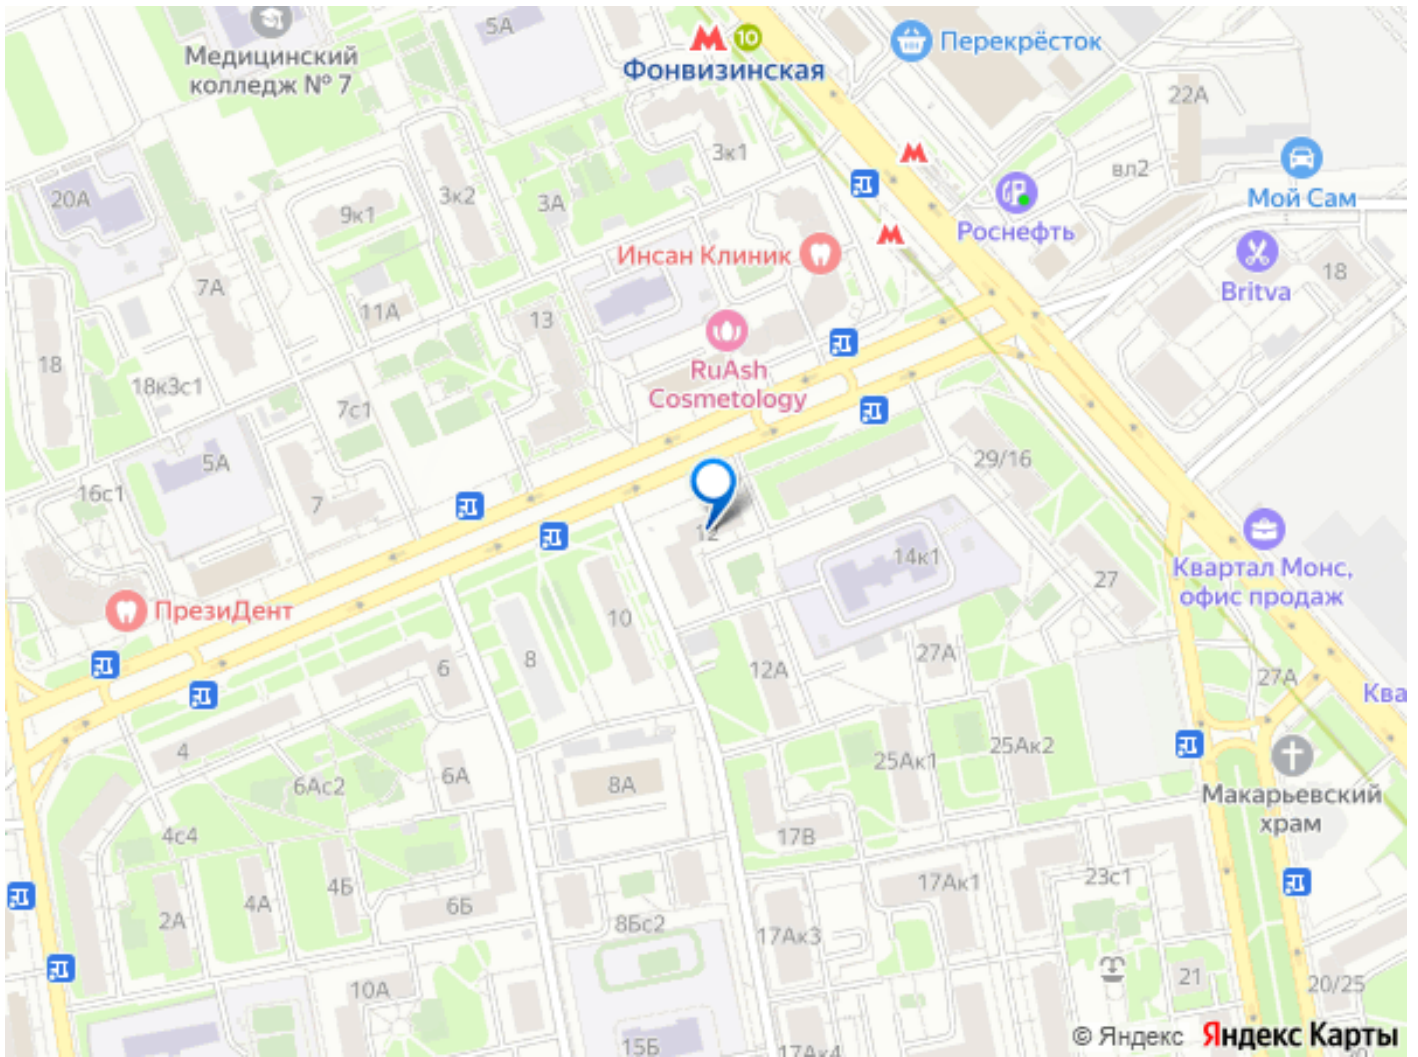 5А
Медицинский
колледж № 7
М 10
Фонвизинская
Перекрёсток
22А
3к1
вл2
М
Мой Сам
20А
3к2
3А
9к1
Роснефть
М
Инсан Клиник
Britva
18
7А
11А
13
18
RuAsh
Cosmetology
18к3с1
7с1
5А
29/16
16с1
7
12
14к1
Квартал Монс,
офис продаж
27
ПрезиДент
10
8
6
12А
27А
27А
Ква
4
6Ас2
6А
8А
25Ак1
25Ак2
Макарьевский
храм
4с4
17В
4Б
4А
2А
6Б
8Бс2
17Ак1
23с1
17Ак3
10А
21
20/25
15Б
17Ак4
© Яндекс Яндекс Карты